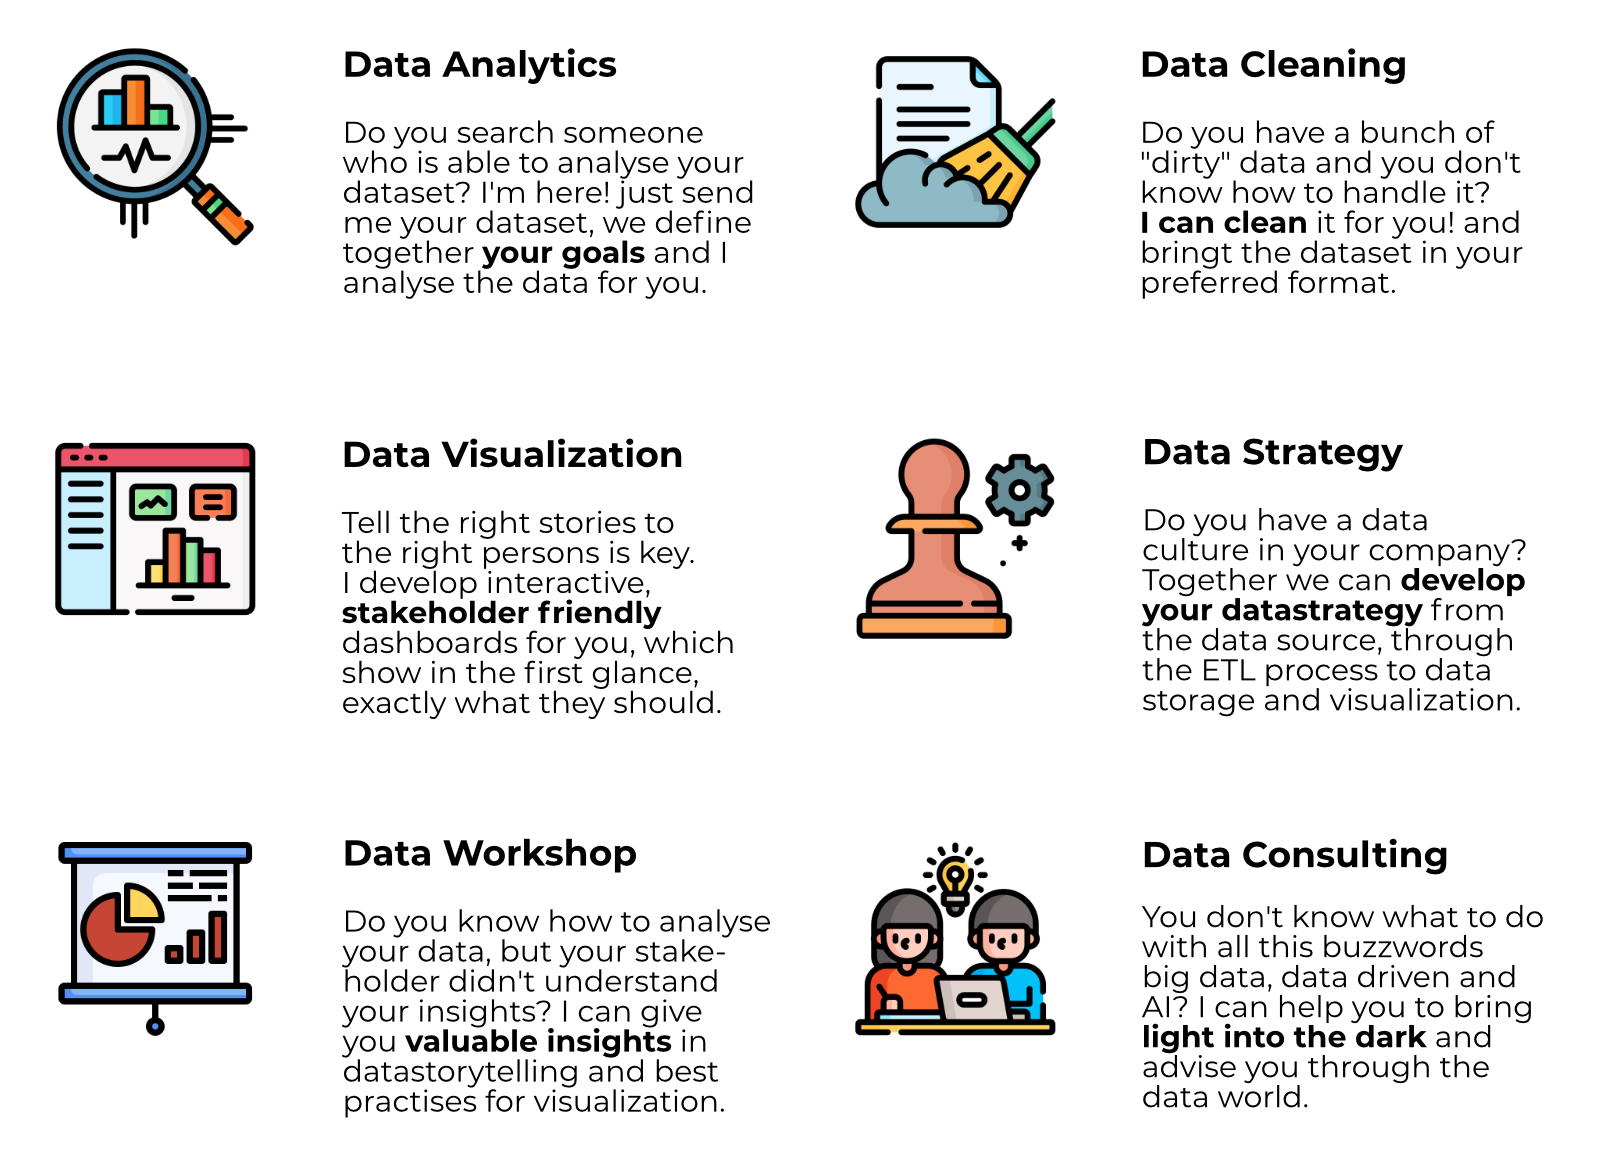 Data Analytics
Do you search someone
who is able to analyse your
dataset? I'm here! just send
me your dataset, we define
together your goals and I
analyse the data for you.
Data Cleaning
Do you have a bunch of
"dirty" data and you don't
know how to handle it?
I can clean it for you! and
bringt the dataset in your
preferred format.
Data Visualization
Tell the right stories to
the right persons is key.
I develop interactive,
stakeholder friendly
dashboards for you, which
show in the first glance,
exactly what they should.
Data Strategy
Do you have a data
culture in your company?
Together we can develop
your datastrategy from
the data source, through
the ETL process to data
storage and visualization.
Data Workshop
Do you know how to analyse
your data, but your stake-
holder didn't understand
your insights? I can give
you valuable insights in
datastorytelling and best
practises for visualization.
Data Consulting
You don't know what to do
with all this buzzwords
big data, data driven and
AI? I can help you to bring
light into the dark and
advise you through the
data world.